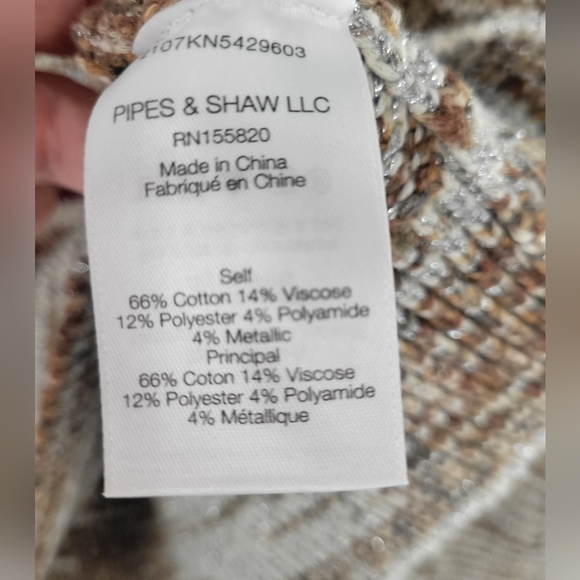 107KN5429603
PIPES & SHAW LLC
RN155820
Made in China
Fabriqué en Chine
Self
66% Cotton 14% Viscose
12% Polyester 4% Polyamide
4% Metallic
Principal
66% Coton 14% Viscose
12% Polyester 4% Polyamide
4% Métallique